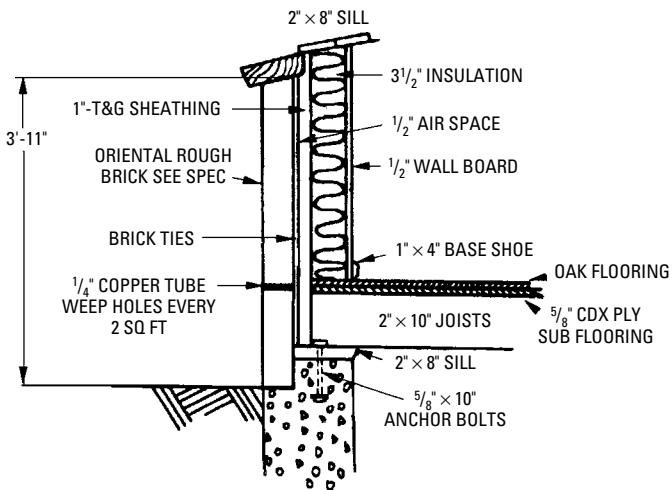 2" × 8" SILL
3 1/2" INSULATION
1"-T&G SHEATHING
1/2" AIR SPACE
3'-11"
ORIENTAL ROUGH
BRICK SEE SPEC
1/2" WALL BOARD
BRICK TIES
1" × 4" BASE SHOE
OAK FLOORING
1/4" COPPER TUBE
WEEP HOLES EVERY
2 SQ FT
2" × 10" JOISTS
5/8" CDX PLY
SUB FLOORING
2" × 8" SILL
5/8" × 10"
ANCHOR BOLTS